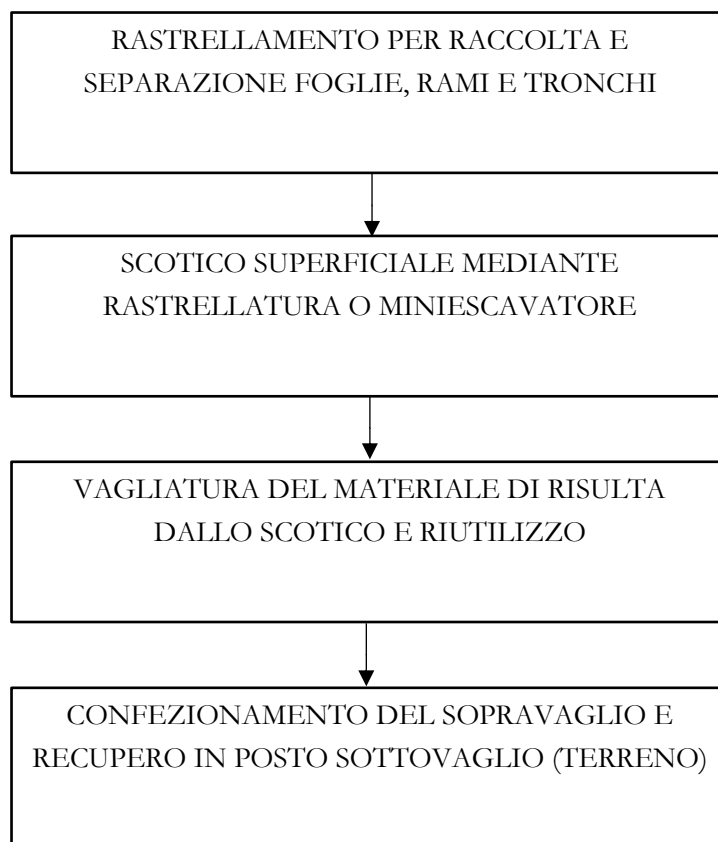 RASTRELLAMENTO PER RACCOLTA E
SEPARAZIONE FOGLIE, RAMI E TRONCHI
SCOTICO SUPERFICIALE MEDIANTE
RASTRELLATURA O MINIESCAVATORE
VAGLIATURA DEL MATERIALE DI RISULTA
DALLO SCOTICO E RIUTILIZZO
CONFEZIONAMENTO DEL SOPRAVAGLIO E
RECUPERO IN POSTO SOTTOVAGLIO (TERRENO)